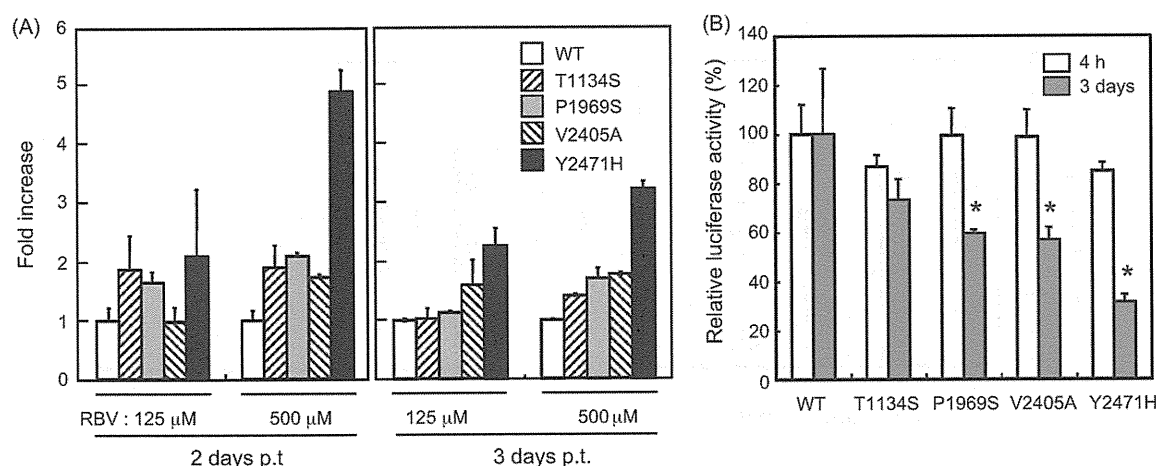 (A)
Fold increase
6
5
4
3
2
1
0
WT
T1134S
P1969S
V2405A
Y2471H
RBV : 125 µM
500 µM
125 µM
500 µM
2 days p.t
3 days p.t.
(B)
Relative luciferase activity (%)
140
120
100
80
60
40
20
0
4 h
3 days
*
*
*
WT
T1134S
P1969S
V2405A
Y2471H